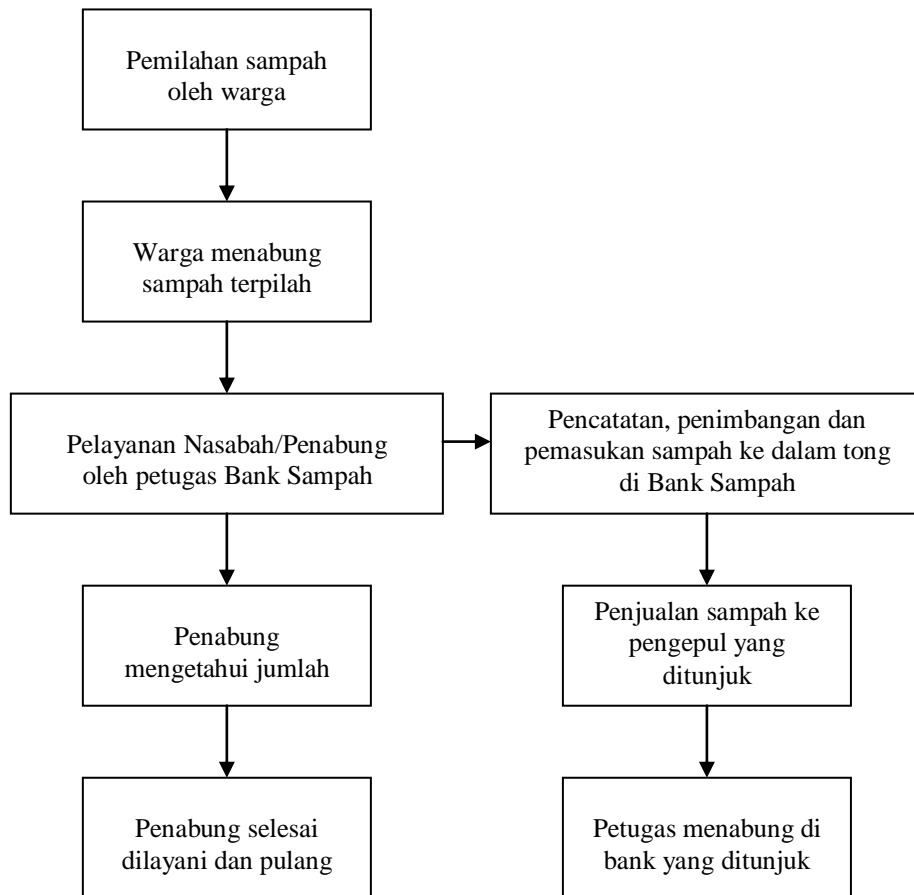 Pemilahan sampah
oleh warga
Warga menabung
sampah terpilah
Pelayanan Nasabah/Penabung
oleh petugas Bank Sampah
Pencatatan, penimbangan dan
pemasukan sampah ke dalam tong
di Bank Sampah
Penabung
mengetahui jumlah
Penjualan sampah ke
pengepul yang
ditunjuk
Penabung selesai
dilayani dan pulang
Petugas menabung di
bank yang ditunjuk